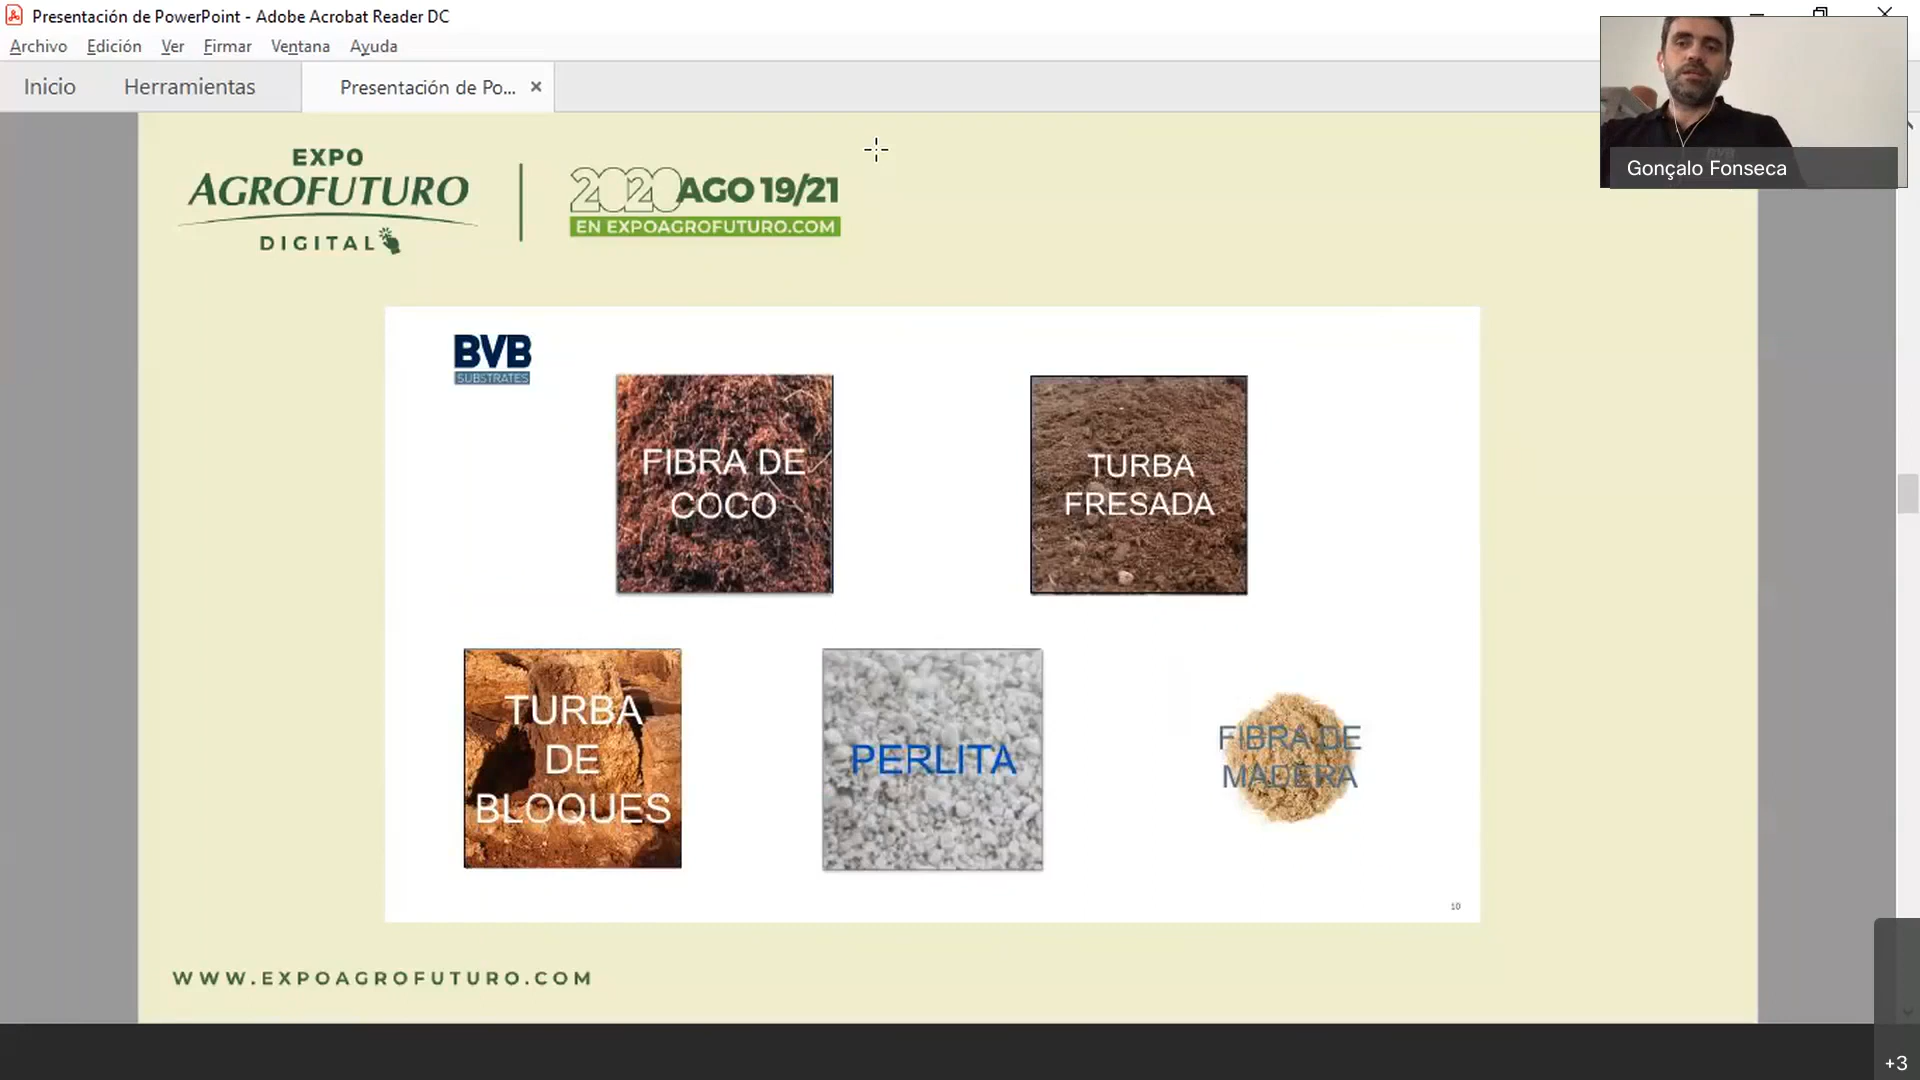 Presentación de PowerPoint - Adobe Acrobat Reader DC
Archivo Edición Ver Firmar Ventana Ayuda
Inicio Herramientas Presentación de Po... ×
Gonçalo Fonseca
EXPO
AGROFUTURO
DIGITAL
2020 AGO 19/21
EN EXPOAGROFUTURO.COM
BVB
SUBSTRATES
FIBRA DE
COCO
TURBA
FRESADA
TURBA
DE
BLOQUES
PERLITA
FIBRA DE
MADERA
10
WWW.EXPOAGROFUTURO.COM
+3